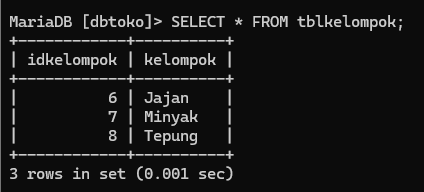 MariaDB [dbtoko]> SELECT * FROM tblkelompok;
+------------+----------+
| idkelompok | kelompok |
+------------+----------+
|          6 | Jajan    |
|          7 | Minyak   |
|          8 | Tepung   |
+------------+----------+
3 rows in set (0.001 sec)